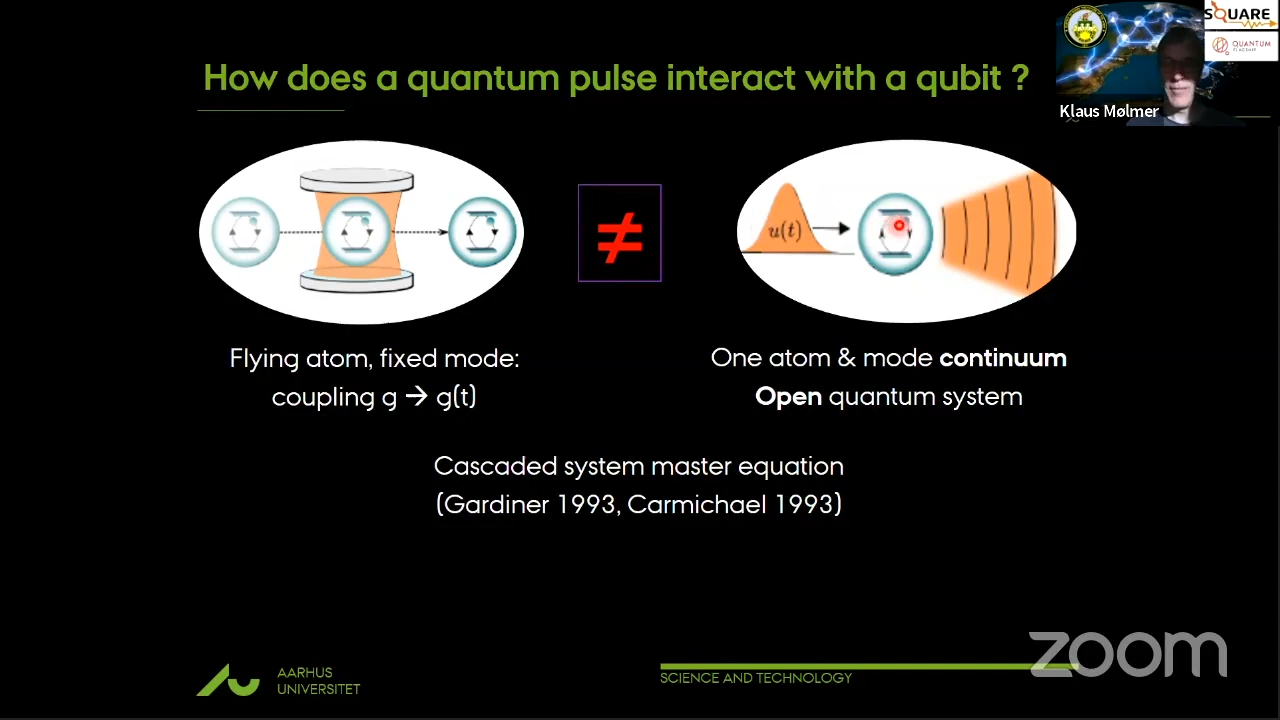 How does a quantum pulse interact with a qubit ?
SQUARE
QUANTUM
FLAGSHIP
Klaus Mølmer
≠
u(t)
Flying atom, fixed mode:
coupling g → g(t)
One atom & mode continuum
Open quantum system
Cascaded system master equation
(Gardiner 1993, Carmichael 1993)
AARHUS
UNIVERSITET
SCIENCE AND TECHNOLOGY
zoom